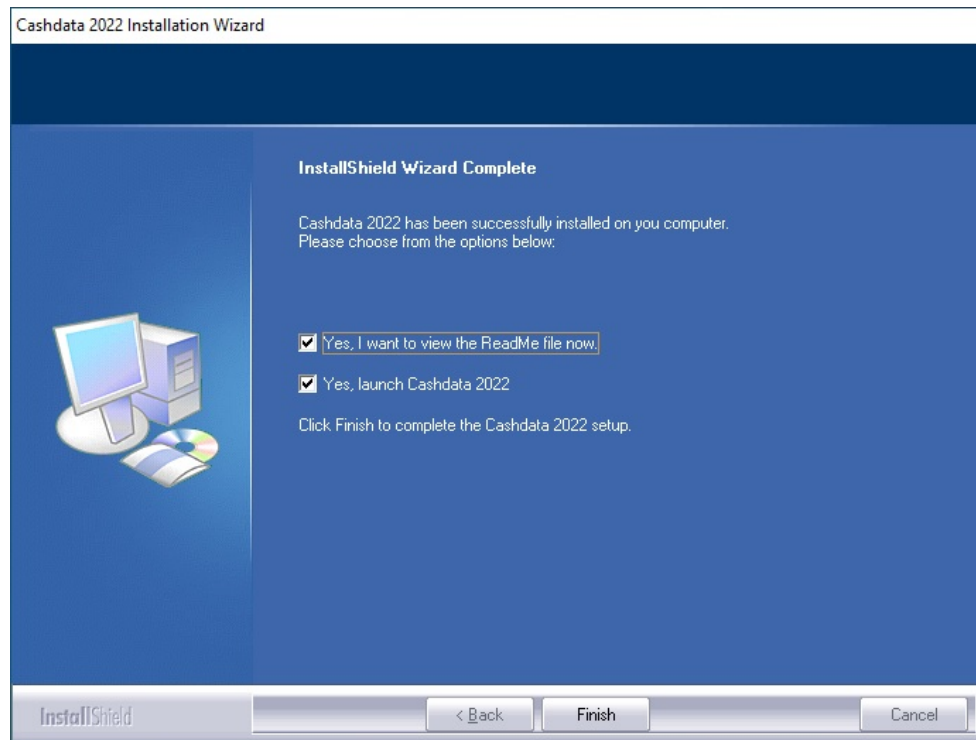 Cashdata 2022 Installation Wizard
InstallShield Wizard Complete
Cashdata 2022 has been successfully installed on you computer.
Please choose from the options below:
Yes, I want to view the ReadMe file now.
Yes, launch Cashdata 2022
Click Finish to complete the Cashdata 2022 setup.
InstallShield
< Back
Finish
Cancel